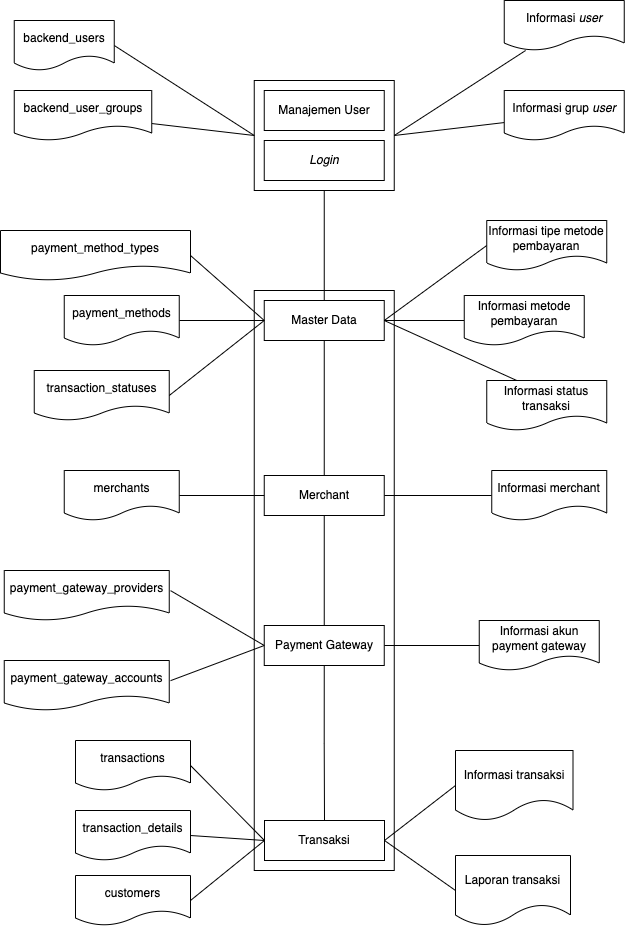 backend_users
Informasi user
backend_user_groups
Manajemen User
Informasi grup user
Login
payment_method_types
Informasi tipe metode
pembayaran
payment_methods
Master Data
Informasi metode
pembayaran
transaction_statuses
Informasi status
transaksi
merchants
Merchant
Informasi merchant
payment_gateway_providers
Payment Gateway
Informasi akun
payment gateway
payment_gateway_accounts
transactions
Informasi transaksi
transaction_details
Transaksi
customers
Laporan transaksi